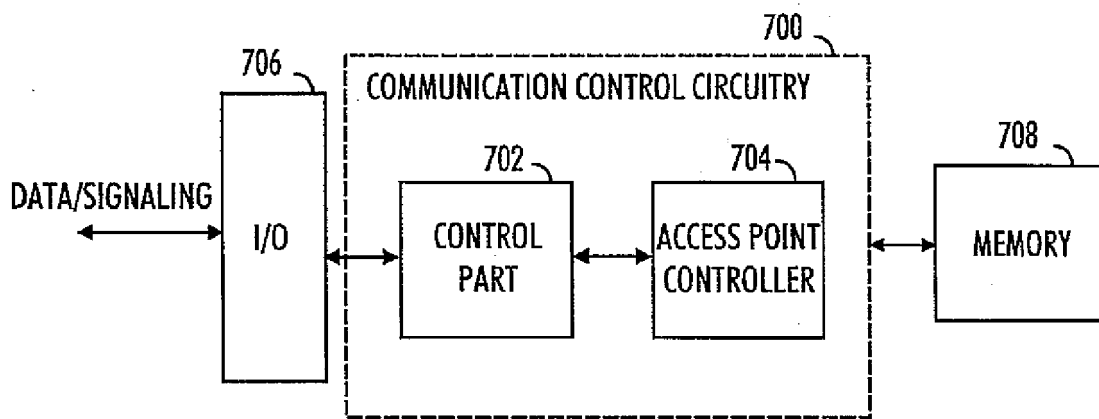 700
706
COMMUNICATION CONTROL CIRCUITRY
702
704
708
DATA/SIGNALING
I/O
CONTROL
PART
ACCESS POINT
CONTROLLER
MEMORY